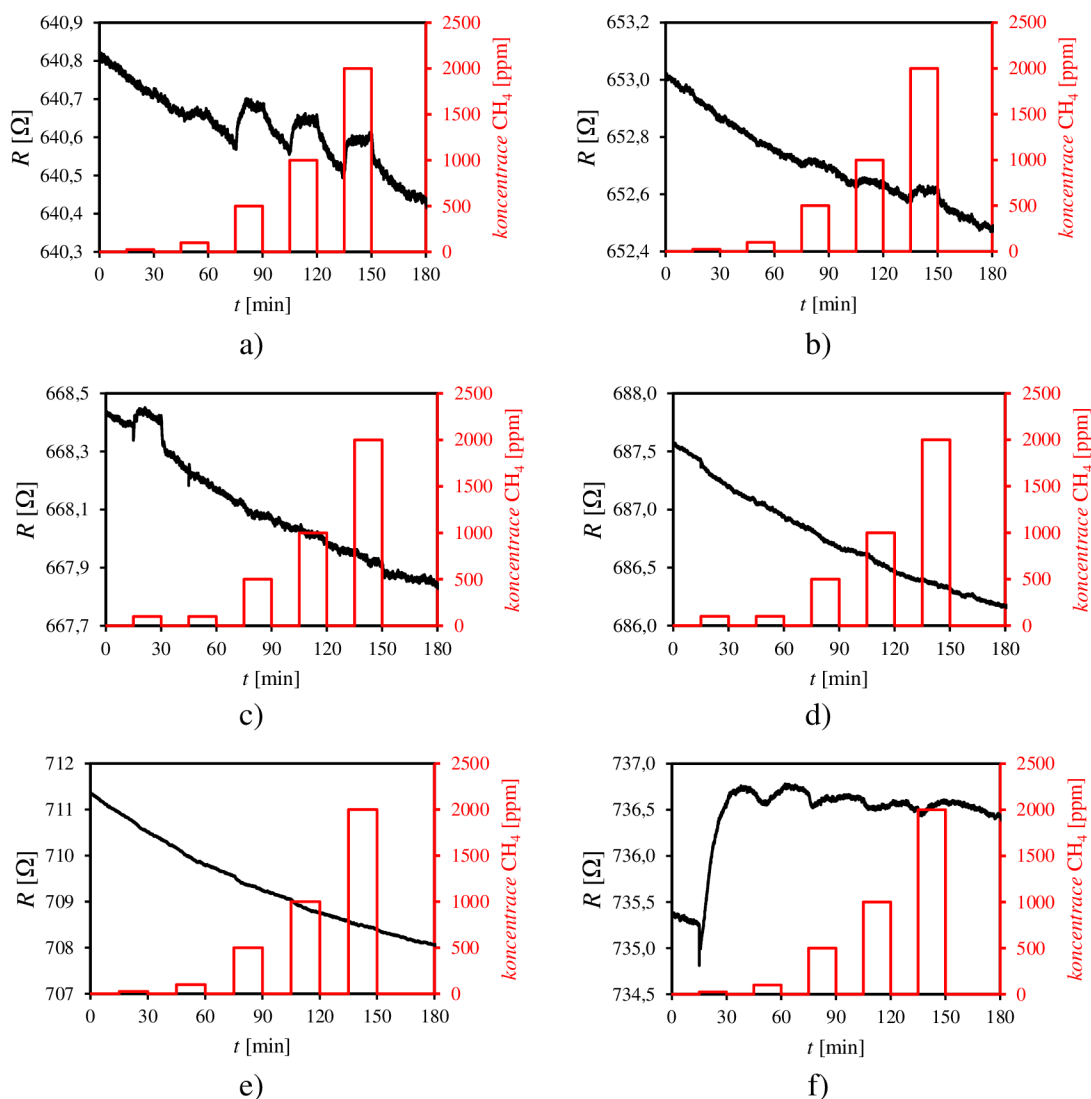 640,9
640,8
640,7
640,6
640,5
640,4
640,3
R [Ω]
2500
2000
1500
1000
500
0
koncentrace CH₄ [ppm]
0 30 60 90 120 150 180
t [min]
a)
653,2
653,0
652,8
652,6
652,4
R [Ω]
2500
2000
1500
1000
500
0
koncentrace CH₄ [ppm]
0 30 60 90 120 150 180
t [min]
b)
668,5
668,3
668,1
667,9
667,7
R [Ω]
2500
2000
1500
1000
500
0
koncentrace CH₄ [ppm]
0 30 60 90 120 150 180
t [min]
c)
688,0
687,5
687,0
686,5
686,0
R [Ω]
2500
2000
1500
1000
500
0
koncentrace CH₄ [ppm]
0 30 60 90 120 150 180
t [min]
d)
712
711
710
709
708
707
R [Ω]
2500
2000
1500
1000
500
0
koncentrace CH₄ [ppm]
0 30 60 90 120 150 180
t [min]
e)
737,0
736,5
736,0
735,5
735,0
734,5
R [Ω]
2500
2000
1500
1000
500
0
koncentrace CH₄ [ppm]
0 30 60 90 120 150 180
t [min]
f)